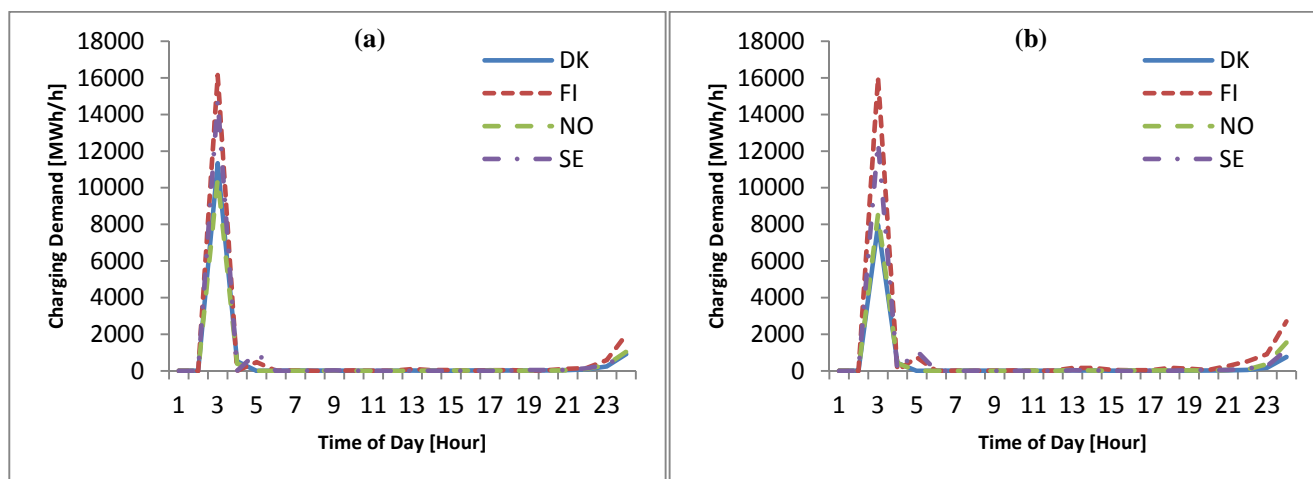 (a)
18000
16000
14000
12000
10000
8000
6000
4000
2000
0
Charging Demand [MWh/h]
DK
FI
NO
SE
1 3 5 7 9 11 13 15 17 19 21 23
Time of Day [Hour]
(b)
18000
16000
14000
12000
10000
8000
6000
4000
2000
0
Charging Demand [MWh/h]
DK
FI
NO
SE
1 3 5 7 9 11 13 15 17 19 21 23
Time of Day [Hour]